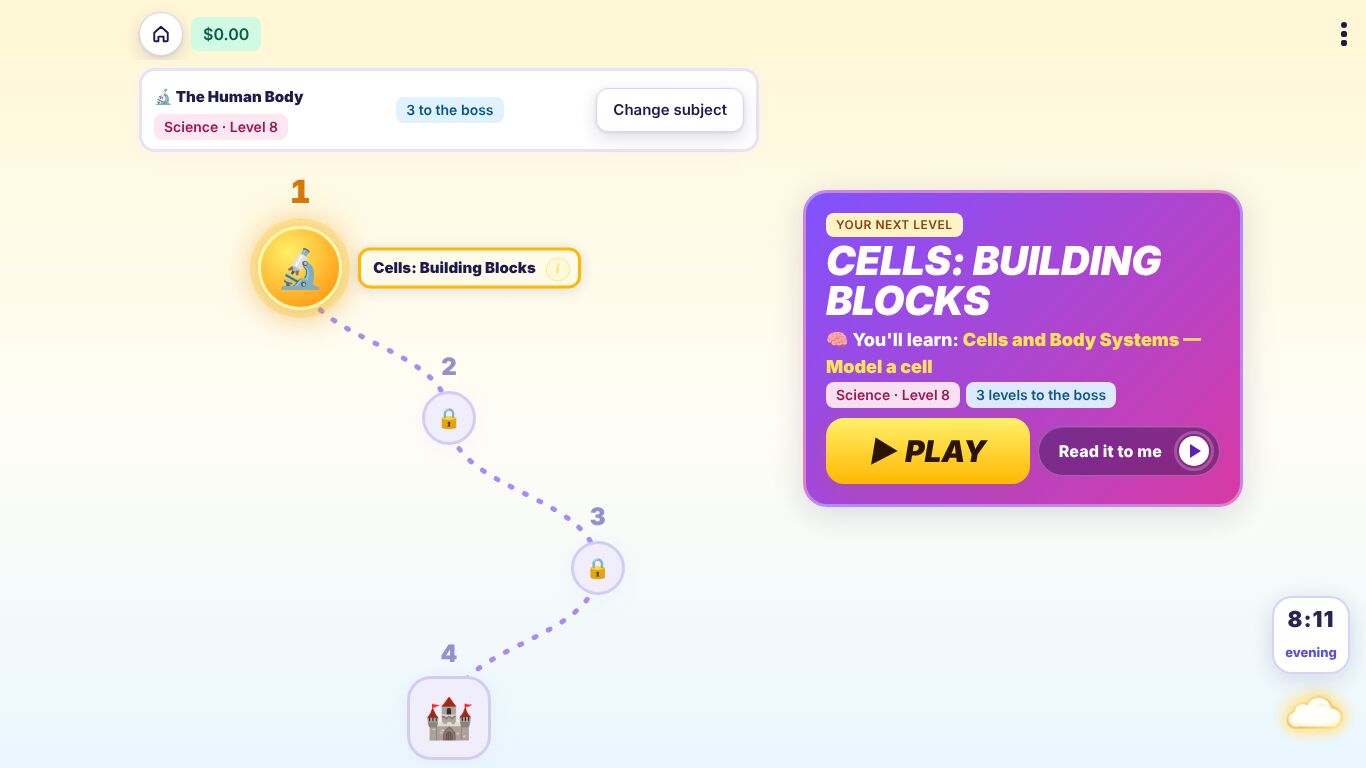 $0.00
The Human Body
Science · Level 8
3 to the boss
Change subject
1
Cells: Building Blocks i
2
3
4
YOUR NEXT LEVEL
CELLS: BUILDING
BLOCKS
You'll learn: Cells and Body Systems —
Model a cell
Science · Level 8
3 levels to the boss
PLAY
Read it to me
8:11
evening